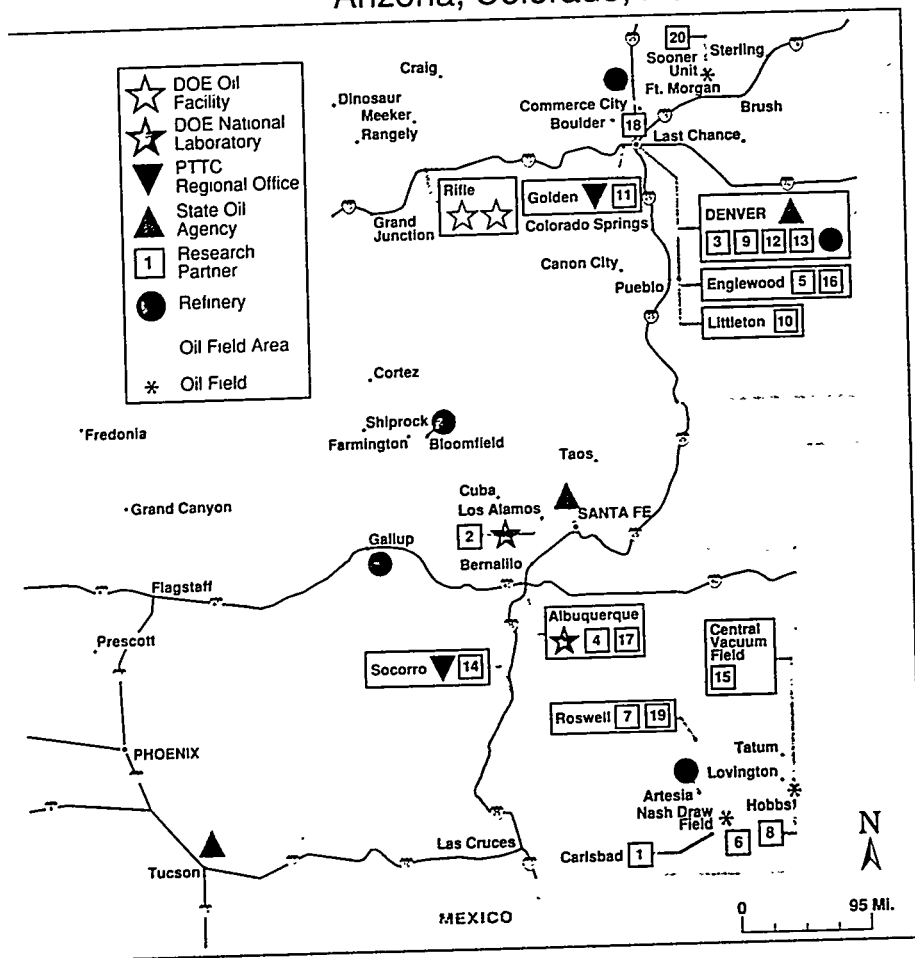 Arizona, Colorado,
DOE Oil
Facility
DOE National
Laboratory
PTTC
Regional Office
State Oil
Agency
1 Research
Partner
Refinery
Oil Field Area
* Oil Field
20
Sooner
Unit
Sterling
Ft. Morgan
Brush
Craig
Dinosaur
Meeker
Rangely
Commerce City
Boulder
18
Last Chance
Rifle
Golden 11
Grand
Junction
Colorado Springs
DENVER
3 9 12 13
Canon City
Pueblo
Englewood 5 16
Littleton 10
Cortez
Fredonia
Shiprock
Farmington
Bloomfield
Taos
Grand Canyon
Cuba
Los Alamos
SANTA FE
2
Gallup
Bernalillo
Flagstaff
Albuquerque
4 17
Prescott
Central
Vacuum
Field
15
Socorro 14
Roswell 7 19
PHOENIX
Tatum
Lovington
Artesia
Nash Draw
Field
Hobbs
6
8
Las Cruces
Carlsbad 1
Tucson
N
MEXICO
0 95 Mi.